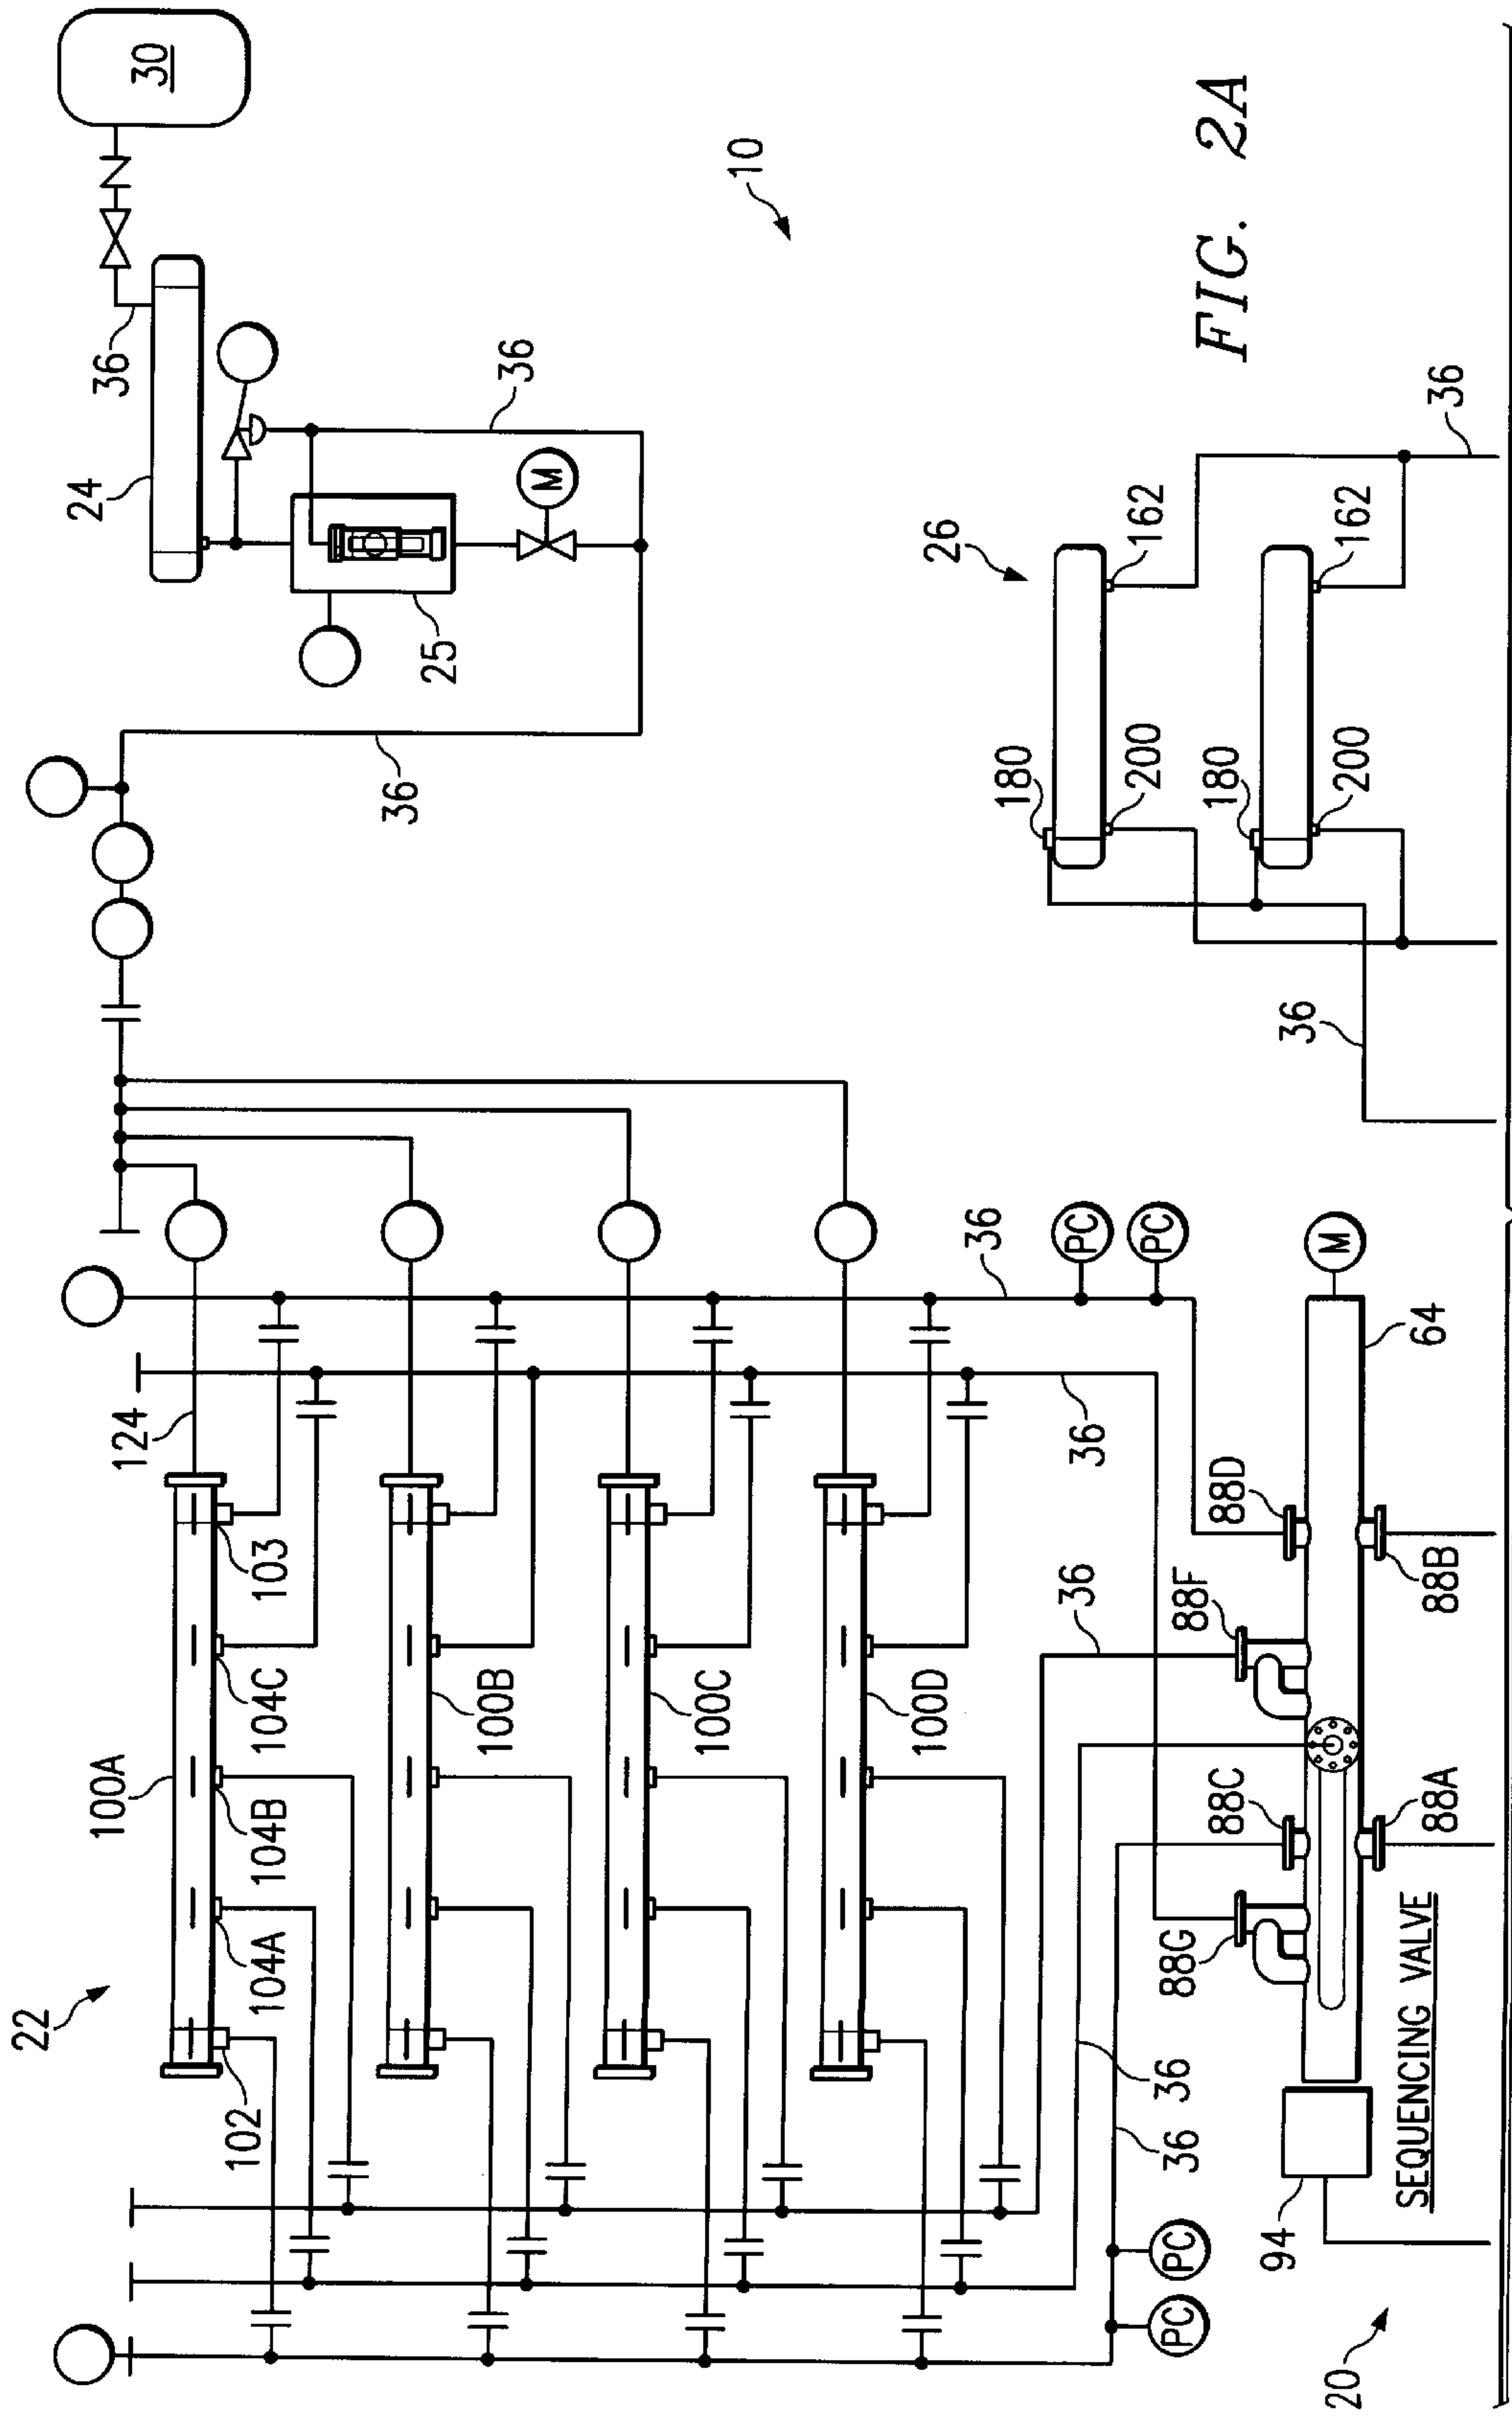 30
36
24
36
M
25
36
10
FIG. 2A
26
162
162
36
180
200
180
200
36
22
100A
102
104A
104B
104C
103
124
100B
100C
100D
36
36
36
36
36
PC
PC
PC
PC
M
64
88D
88B
88F
88C
88A
88G
94
SEQUENCING VALVE
20